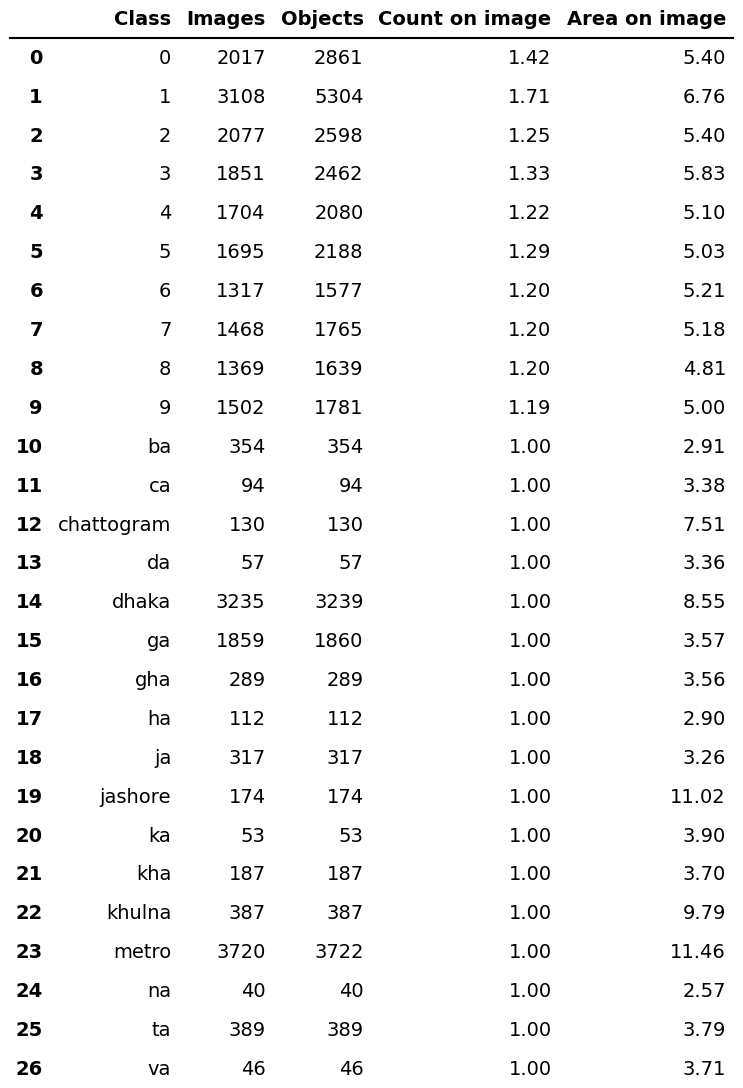 Class Images Objects Count on image Area on image
0 0 2017 2861 1.42 5.40
1 1 3108 5304 1.71 6.76
2 2 2077 2598 1.25 5.40
3 3 1851 2462 1.33 5.83
4 4 1704 2080 1.22 5.10
5 5 1695 2188 1.29 5.03
6 6 1317 1577 1.20 5.21
7 7 1468 1765 1.20 5.18
8 8 1369 1639 1.20 4.81
9 9 1502 1781 1.19 5.00
10 ba 354 354 1.00 2.91
11 ca 94 94 1.00 3.38
12 chattogram 130 130 1.00 7.51
13 da 57 57 1.00 3.36
14 dhaka 3235 3239 1.00 8.55
15 ga 1859 1860 1.00 3.57
16 gha 289 289 1.00 3.56
17 ha 112 112 1.00 2.90
18 ja 317 317 1.00 3.26
19 jashore 174 174 1.00 11.02
20 ka 53 53 1.00 3.90
21 kha 187 187 1.00 3.70
22 khulna 387 387 1.00 9.79
23 metro 3720 3722 1.00 11.46
24 na 40 40 1.00 2.57
25 ta 389 389 1.00 3.79
26 va 46 46 1.00 3.71